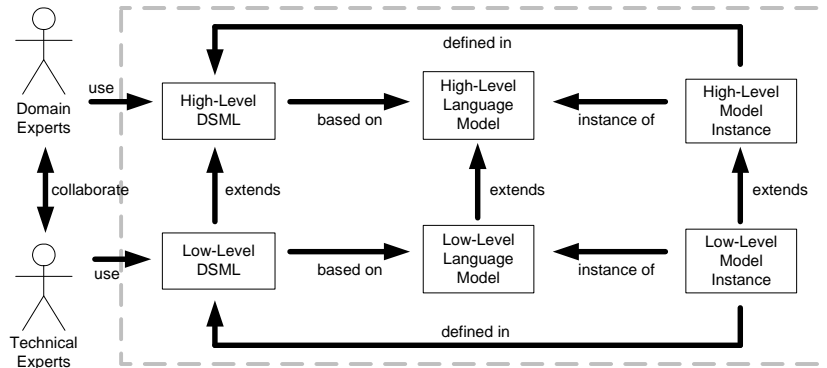 defined in
High-Level
DSML
High-Level
Language
Model
High-Level
Model
Instance
use
based on
instance of
Domain
Experts
collaborate
extends
extends
extends
Low-Level
DSML
Low-Level
Language
Model
Low-Level
Model
Instance
use
based on
instance of
defined in
Technical
Experts